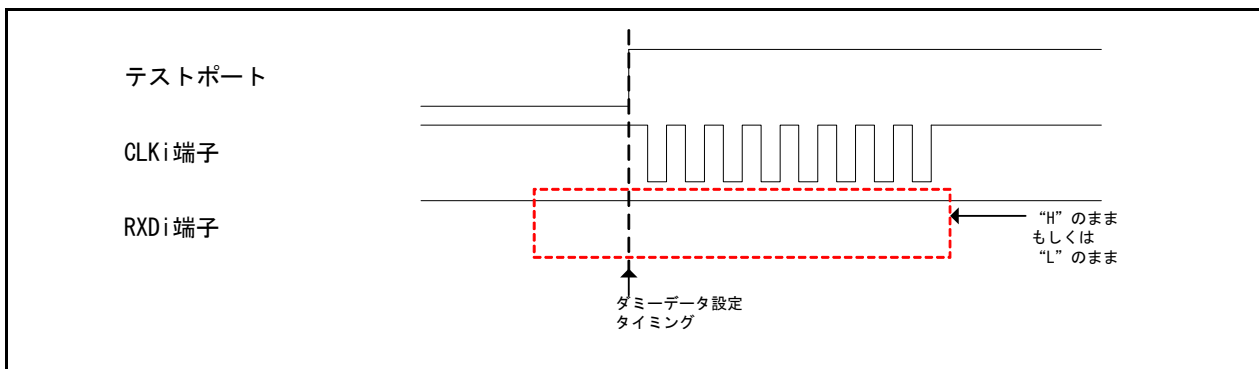 テストポート
CLKi端子
RXDi端子
“H”のまま
もしくは
“L”のまま
ダミーデータ設定
タイミング